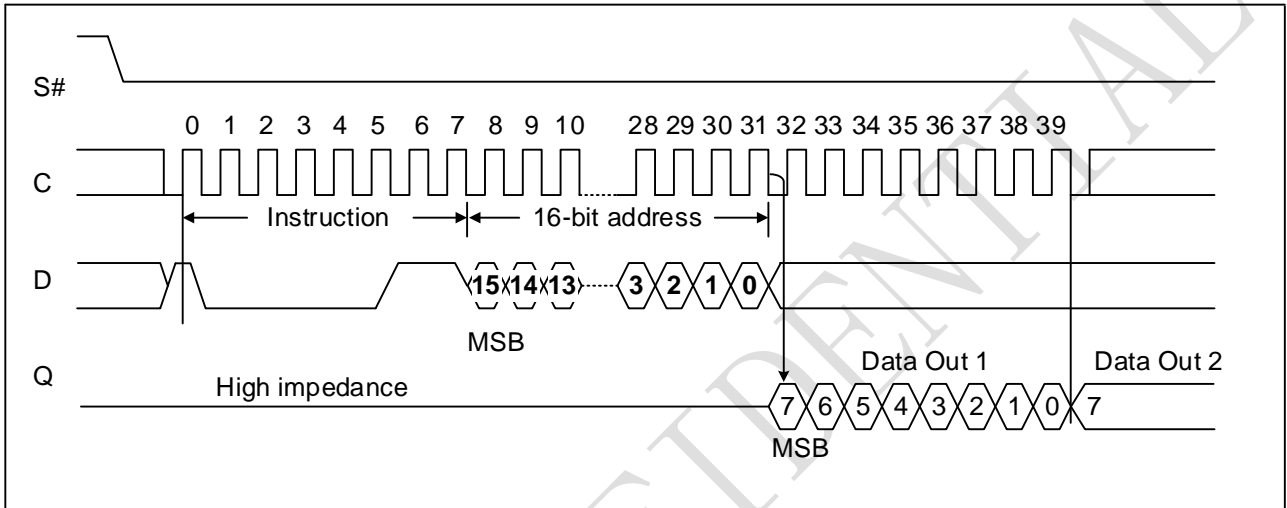 S#
0 1 2 3 4 5 6 7 8 9 10 28 29 30 31 32 33 34 35 36 37 38 39
C
Instruction 16-bit address
D
15 14 13 3 2 1 0
MSB
Data Out 1 Data Out 2
Q
High impedance
7 6 5 4 3 2 1 0 7
MSB